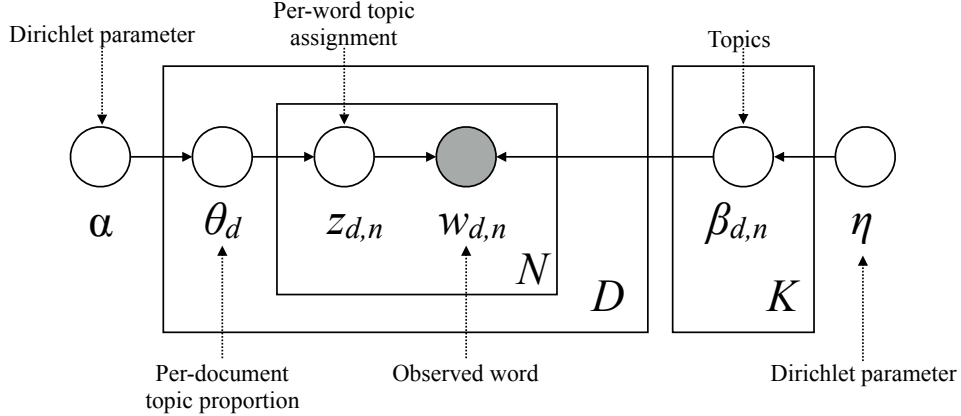 Per-word topic
assignment
Dirichlet parameter
Topics
α
θd
zd,n
wd,n
βd,n
η
N
D
K
Per-document
topic proportion
Observed word
Dirichlet parameter